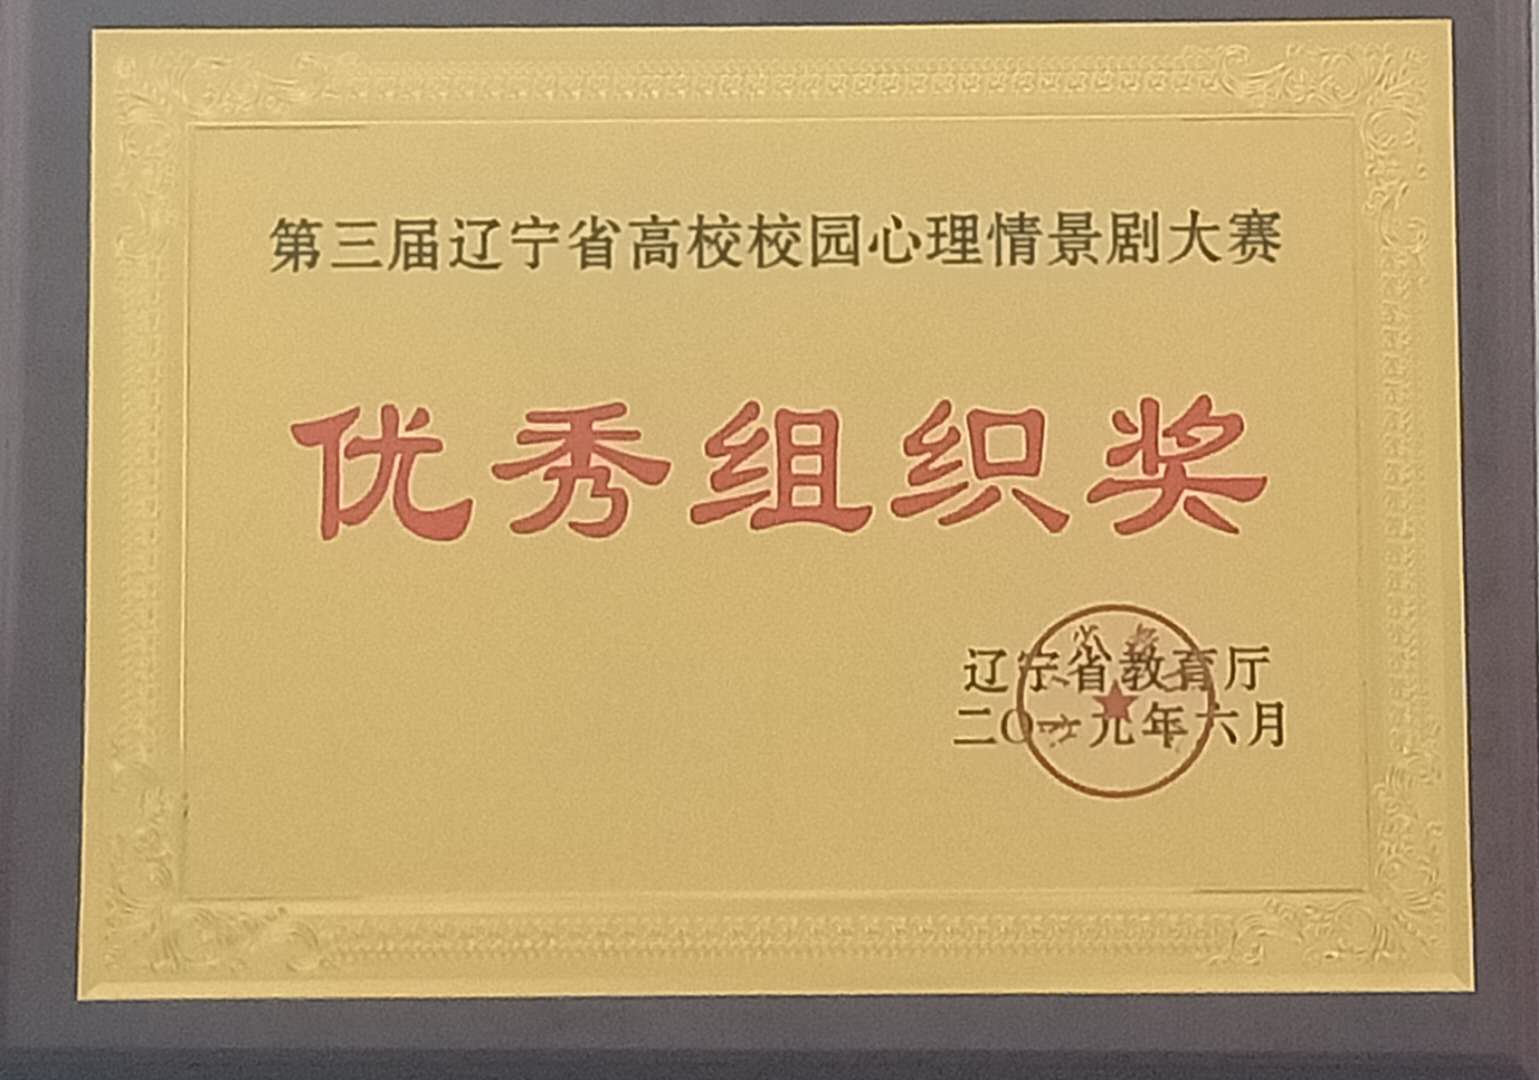 第三届辽宁省高校校园心理情景剧大赛
优秀组织奖
辽宁省教育厅
二〇一元年六月